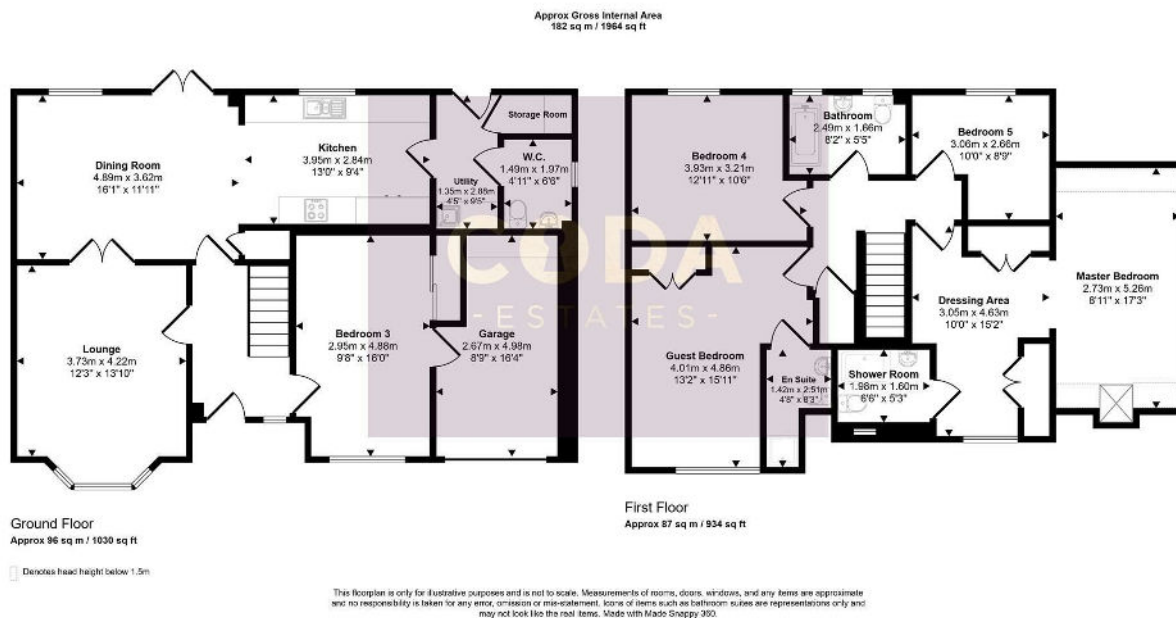 Approx Gross Internal Area
182 sq m / 1964 sq ft
Dining Room
4.89m x 3.62m
16'1" x 11'11"
Kitchen
3.95m x 2.84m
13'0" x 9'4"
Storage Room
W.C.
1.49m x 1.97m
4'11" x 6'6"
Utility
1.35m x 2.88m
4'5" x 9'5"
Lounge
3.73m x 4.22m
12'3" x 13'10"
Bedroom 3
2.95m x 4.88m
9'8" x 16'0"
Garage
2.67m x 4.98m
8'9" x 16'4"
Bedroom 4
3.93m x 3.21m
12'11" x 10'6"
Bathroom
2.49m x 1.66m
8'2" x 5'5"
Bedroom 5
3.06m x 2.66m
10'0" x 8'9"
Master Bedroom
2.73m x 5.26m
8'11" x 17'3"
Dressing Area
3.05m x 4.63m
10'0" x 15'2"
Guest Bedroom
4.01m x 4.86m
13'2" x 15'11"
En Suite
1.42m x 2.51m
4'8" x 8'3"
Shower Room
1.98m x 1.60m
6'6" x 5'3"
CODA
-ESTATES-
Ground Floor
Approx 96 sq m / 1030 sq ft
First Floor
Approx 87 sq m / 934 sq ft
Denotes head height below 1.5m
This floorplan is only for illustrative purposes and is not to scale. Measurements of rooms, doors, windows, and any items are approximate
and no responsibility is taken for any error, omission or mis-statement. Icons of items such as bathroom suites are representations only and
may not look like the real items. Made with Made Snappy 360.